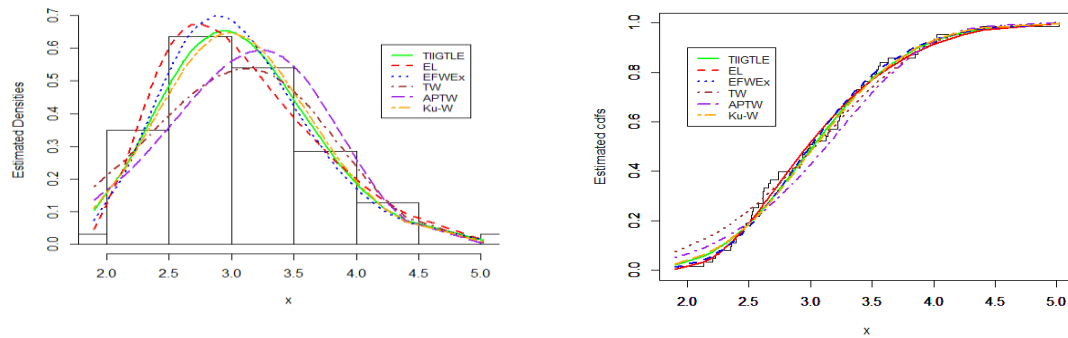 Estimated Densities
0.7
0.6
0.5
0.4
0.3
0.2
0.1
0.0
TIIGTLE
EL
EFWEx
TW
APTW
Ku-W
2.0 2.5 3.0 3.5 4.0 4.5 5.0
x
Estimated cdfs
1.0
0.8
0.6
0.4
0.2
0.0
TIIGTLE
EL
EFWEx
TW
APTW
Ku-W
2.0 2.5 3.0 3.5 4.0 4.5 5.0
x